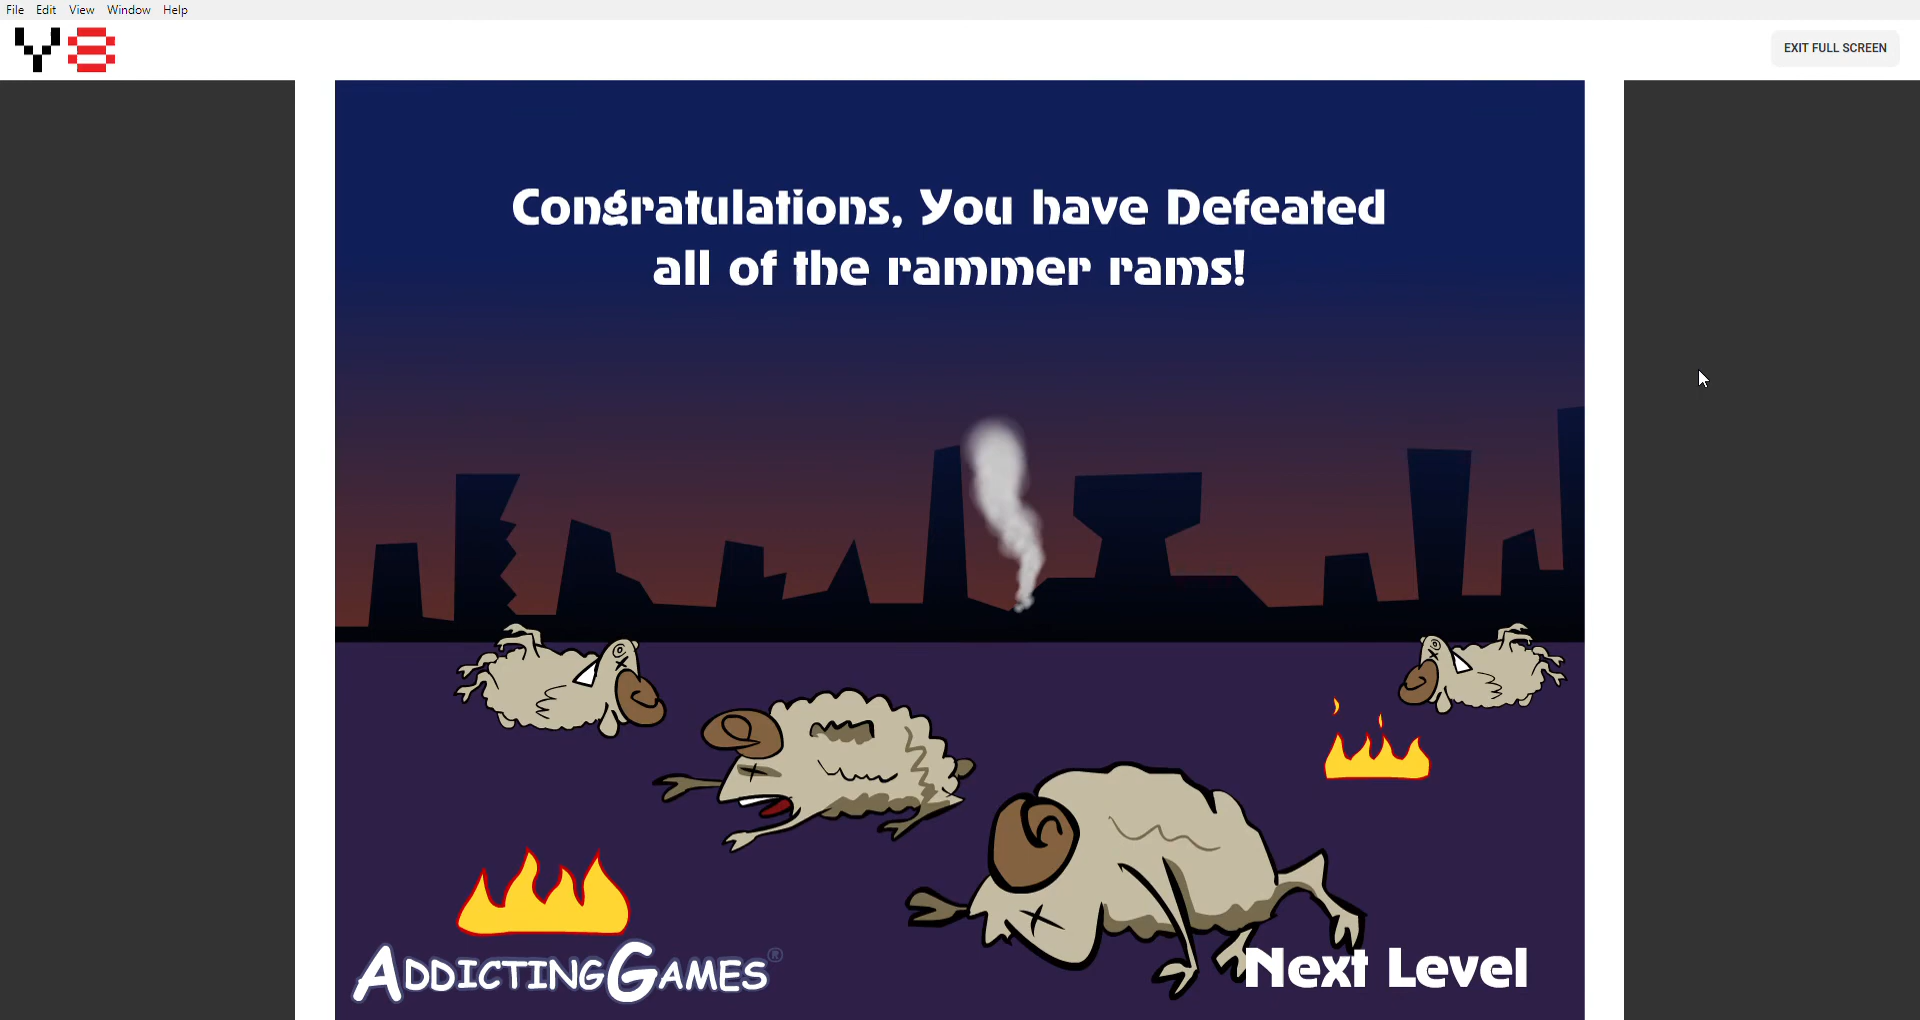 File Edit View Window Help
Y8
EXIT FULL SCREEN
Congratulations, You have Defeated
all of the rammer rams!
ADDICTINGGAMES®
Next Level